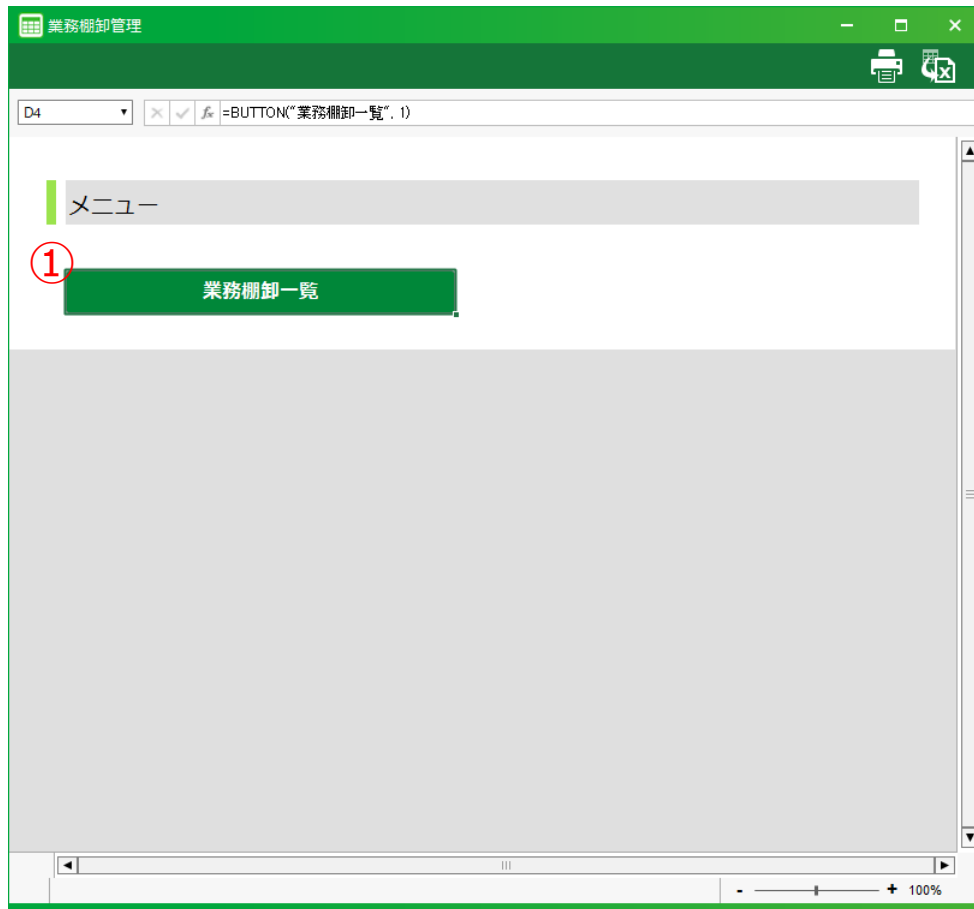 業務棚卸管理
D4
fx =BUTTON("業務棚卸一覧", 1)
メニュー
①
業務棚卸一覧
- + 100%